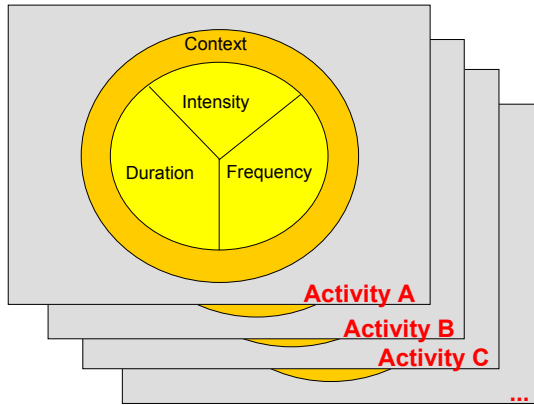 Context
Intensity
Duration Frequency
Activity A
Activity B
Activity C
...